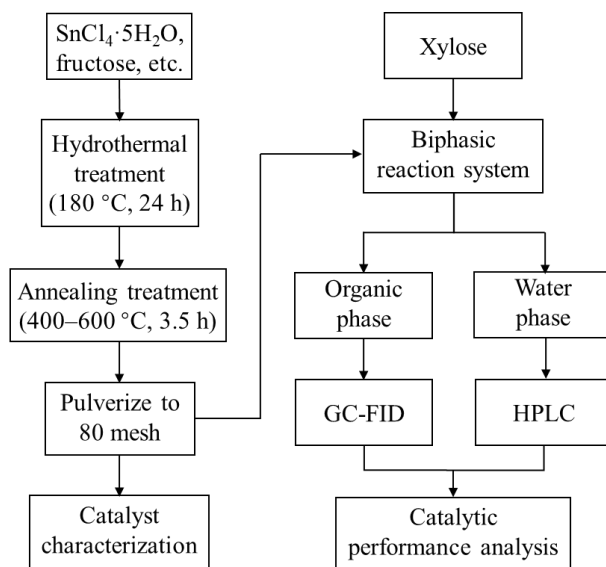 SnCl₄·5H₂O,
fructose, etc.
Hydrothermal
treatment
(180 °C, 24 h)
Annealing treatment
(400–600 °C, 3.5 h)
Pulverize to
80 mesh
Catalyst
characterization
Xylose
Biphasic
reaction system
Organic
phase
Water
phase
GC-FID
HPLC
Catalytic
performance analysis